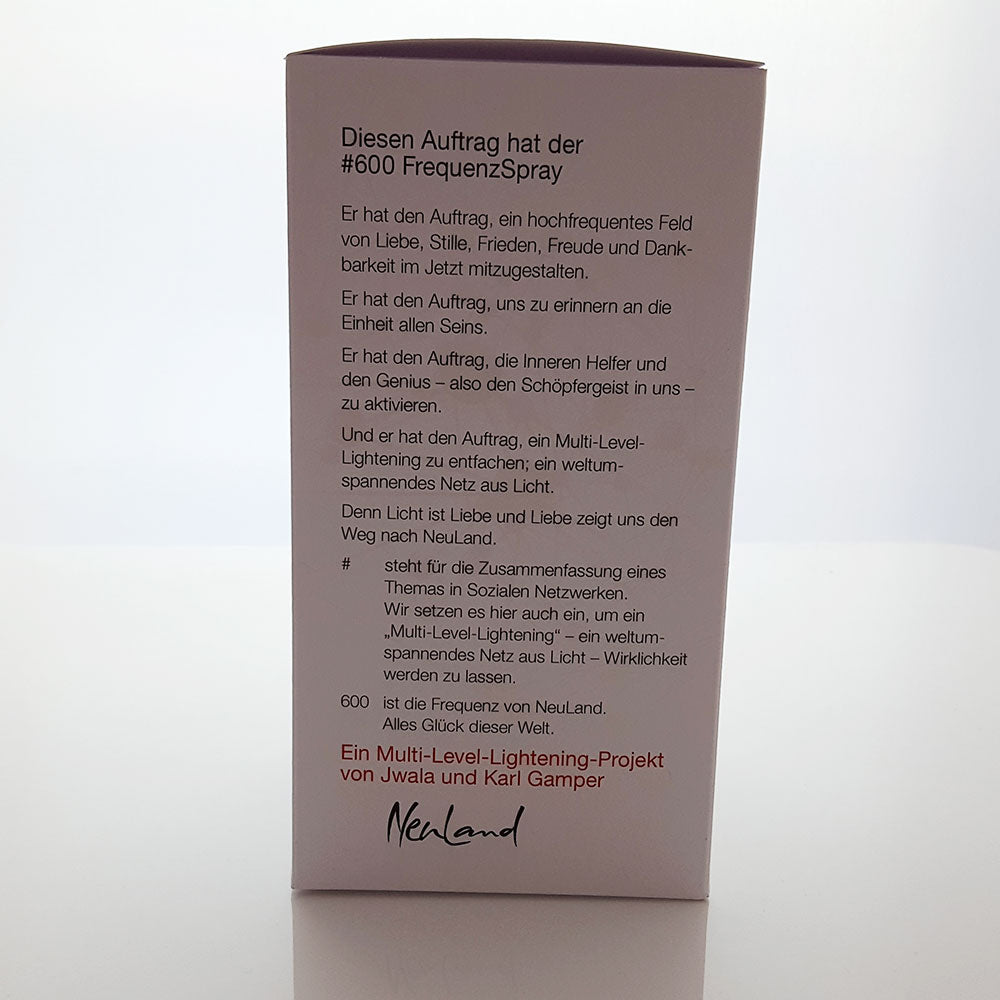 Diesen Auftrag hat der
#600 FrequenzSpray
Er hat den Auftrag, ein hochfrequentes Feld
von Liebe, Stille, Frieden, Freude und Dank-
barkeit im Jetzt mitzugestalten.
Er hat den Auftrag, uns zu erinnern an die
Einheit allen Seins.
Er hat den Auftrag, die Inneren Helfer und
den Genius – also den Schöpfergeist in uns –
zu aktivieren.
Und er hat den Auftrag, ein Multi-Level-
Lightening zu entfachen; ein weltum-
spannendes Netz aus Licht.
Denn Licht ist Liebe und Liebe zeigt uns den
Weg nach NeuLand.
# steht für die Zusammenfassung eines
Themas in Sozialen Netzwerken.
Wir setzen es hier auch ein, um ein
„Multi-Level-Lightening“ – ein weltum-
spannendes Netz aus Licht – Wirklichkeit
werden zu lassen.
600 ist die Frequenz von NeuLand.
Alles Glück dieser Welt.
Ein Multi-Level-Lightening-Projekt
von Jwala und Karl Gamper
NeuLand